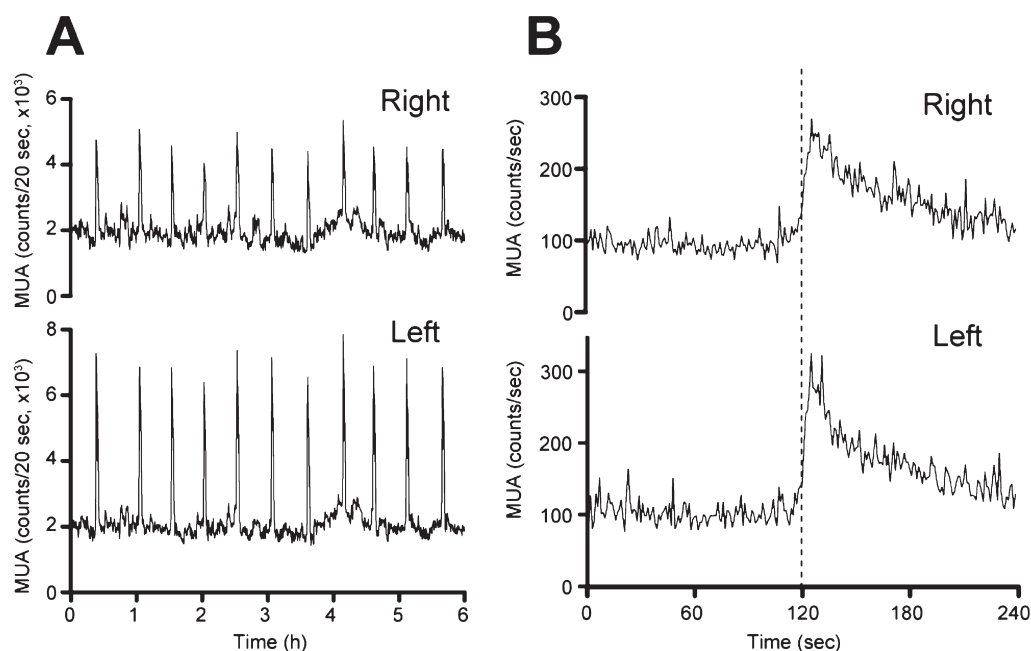 A
MUA (counts/20 sec, x10³)
6
4
2
0
Right
MUA (counts/20 sec, x10³)
8
6
4
2
0
Left
0 1 2 3 4 5 6
Time (h)
B
MUA (counts/sec)
300
200
100
0
Right
MUA (counts/sec)
300
200
100
0
Left
0 60 120 180 240
Time (sec)